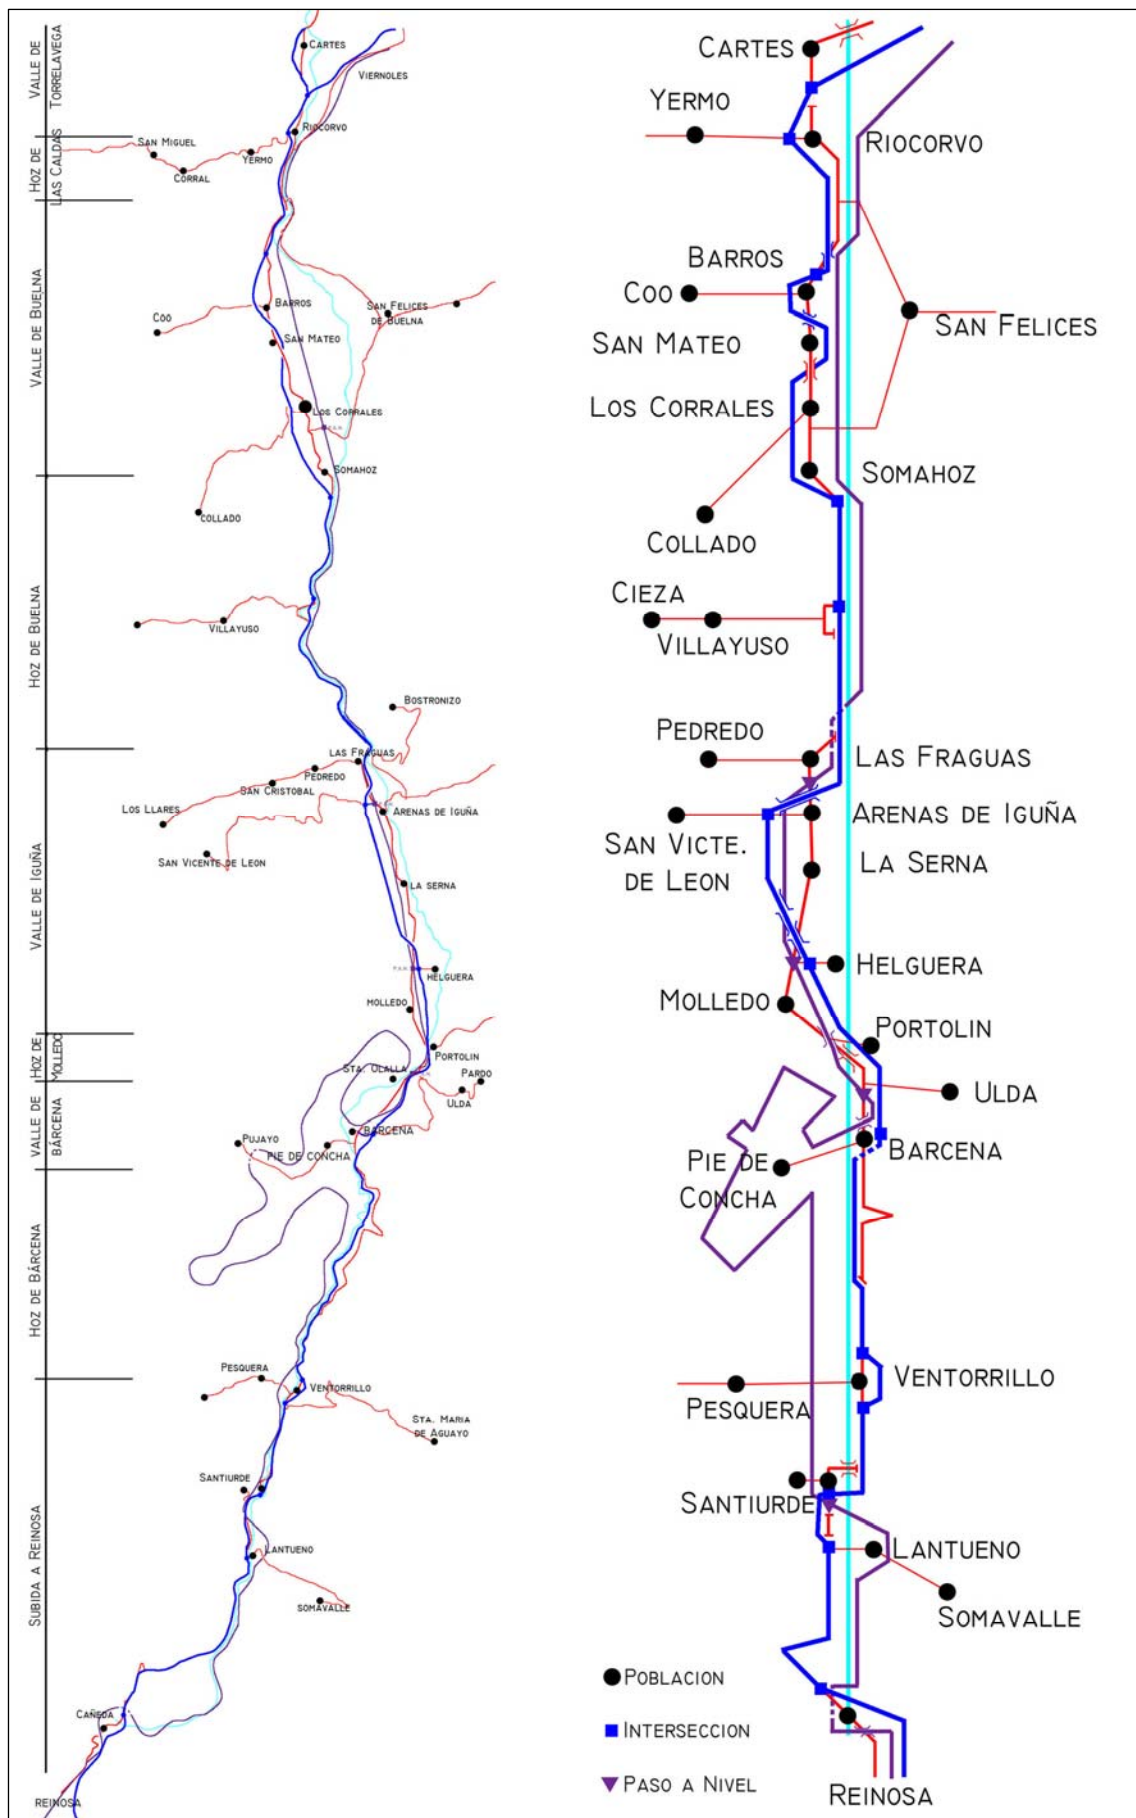 VALLE DE
TORRELAVEGA
HOZ DE
LAS CALDAS
VALLE DE BUELNA
HOZ DE BUELNA
VALLE DE IGUÑA
HOZ DE
MOLLEDO
VALLE DE
BÁRCENA
HOZ DE BÁRCENA
SUBIDA A REINOSA
CARTES
VIERNOLES
RIOCORVO
SAN MIGUEL
YERMO
CORRAL
BARROS
COO
SAN FELICES
DE BUELNA
SAN MATEO
LOS CORRALES
SOMAHOZ
COLLADO
VILLAYUSO
BOSTRONIZO
LAS FRAGUAS
PEDREDO
SAN CRISTOBAL
LOS LLARES
ARENAS DE IGUÑA
SAN VICENTE DE LEON
LA SERNA
HELGUERA
MOLLEDO
PORTOLIN
STA. OLALLA
PARDO
ULDA
BARCENA
PUJAYO
PIE DE CONCHA
PESQUERA
VENTORRILLO
STA. MARIA
DE AGUAYO
SANTIURDE
LANTUENO
SOMAVALLE
CAÑEDA
REINOSA
CARTES
YERMO
RIOCORVO
BARROS
COO
SAN FELICES
SAN MATEO
LOS CORRALES
SOMAHOZ
COLLADO
CIEZA
VILLAYUSO
PEDREDO
LAS FRAGUAS
ARENAS DE IGUÑA
SAN VICTE.
DE LEON
LA SERNA
HELGUERA
MOLLEDO
PORTOLIN
ULDA
BARCENA
PIE DE
CONCHA
VENTORRILLO
PESQUERA
SANTIURDE
LANTUENO
SOMAVALLE
POBLACION
INTERSECCION
PASO A NIVEL
REINOSA